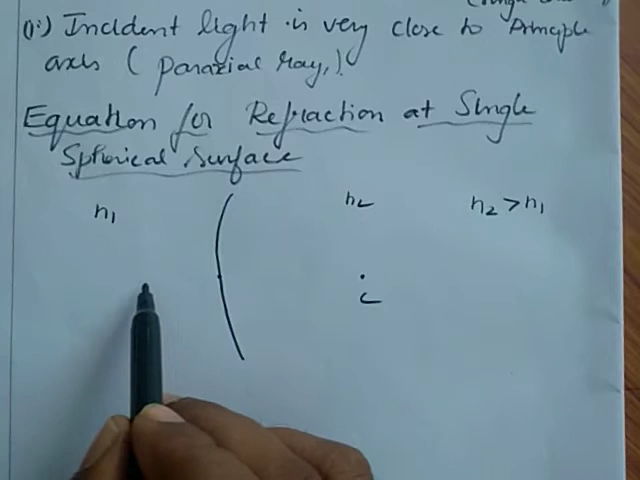 (ii) Incident light is very close to Principle
axis (paraxial ray,).
Equation for Refraction at Single
Spherical Surface
n₁ n₂ n₂ > n₁
C